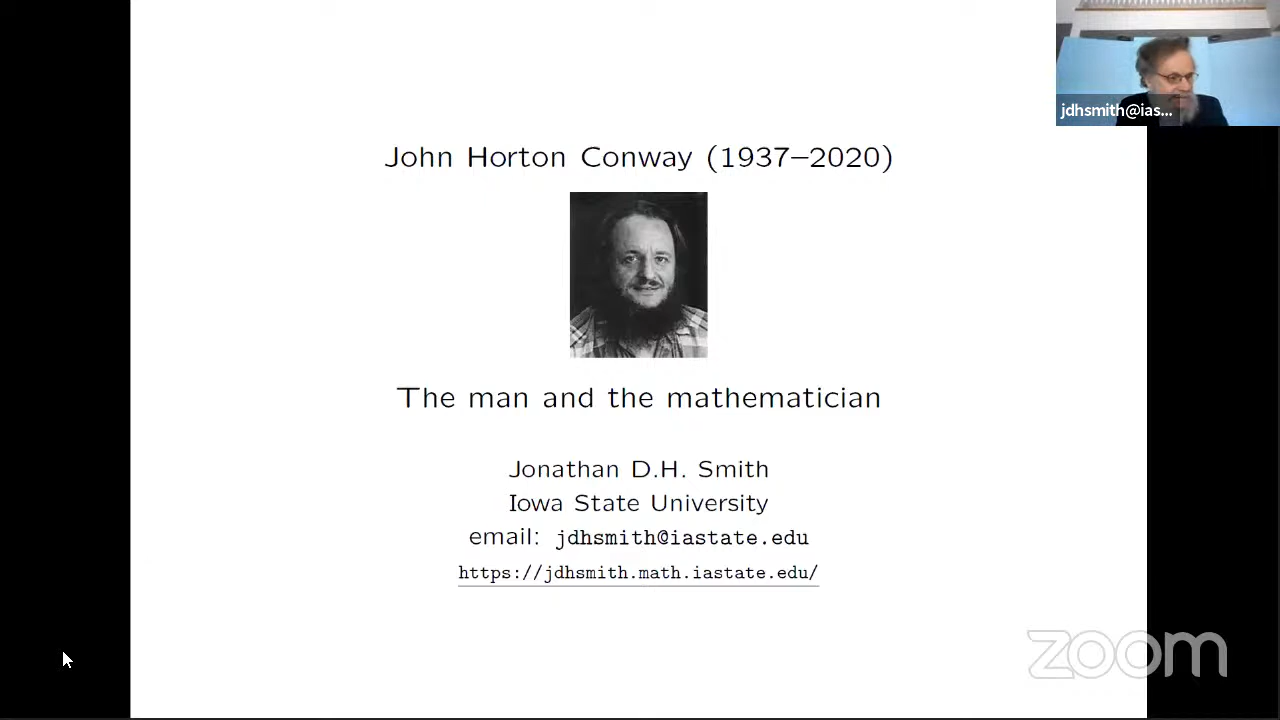 jdhsmith@ias...
John Horton Conway (1937–2020)
The man and the mathematician
Jonathan D.H. Smith
Iowa State University
email: jdhsmith@iastate.edu
https://jdhsmith.math.iastate.edu/
zoom